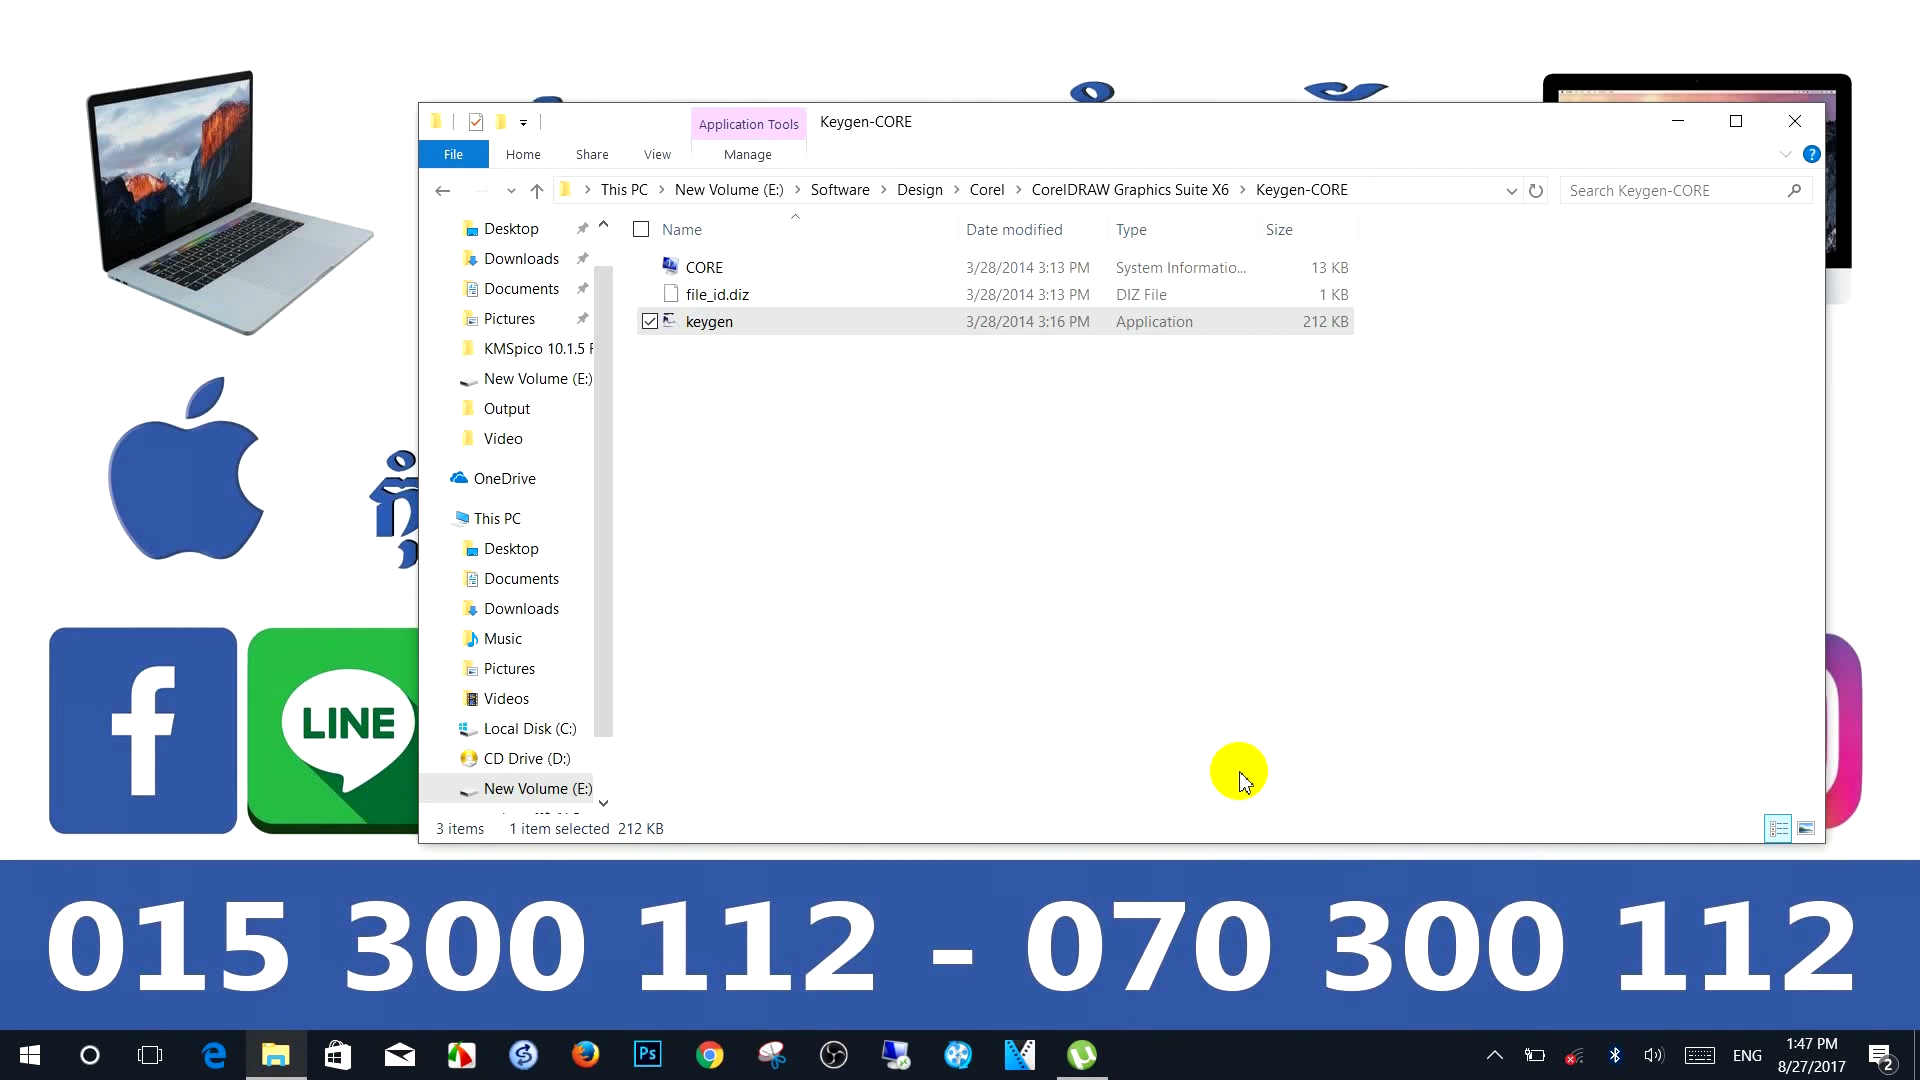 Application Tools
Keygen-CORE
File
Home
Share
View
Manage
This PC
New Volume (E:)
Software
Design
Corel
CorelDRAW Graphics Suite X6
Keygen-CORE
Search Keygen-CORE
Desktop
Downloads
Documents
Pictures
KMSpico 10.1.5
New Volume (E:)
Output
Video
OneDrive
This PC
Desktop
Documents
Downloads
Music
Pictures
Videos
Local Disk (C:)
CD Drive (D:)
New Volume (E:)
Name Date modified Type Size
CORE 3/28/2014 3:13 PM System Informatio... 13 KB
file_id.diz 3/28/2014 3:13 PM DIZ File 1 KB
keygen 3/28/2014 3:16 PM Application 212 KB
3 items 1 item selected 212 KB
LINE
015 300 112 - 070 300 112
Ps
ENG
1:47 PM
8/27/2017
2